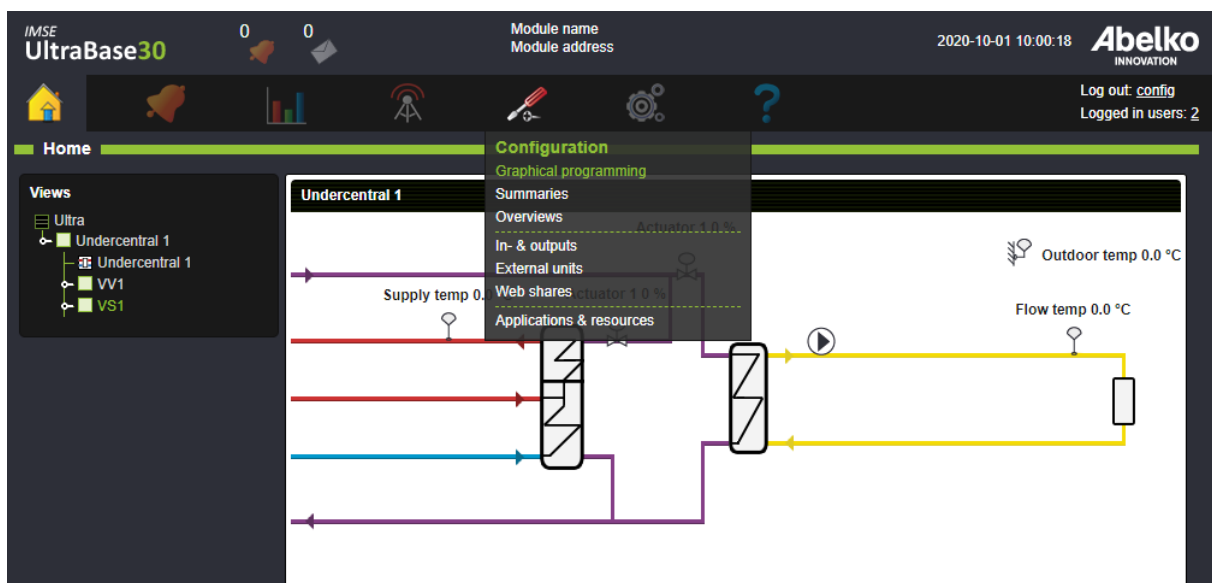 IMSE
UltraBase30
0
0
Module name
Module address
2020-10-01 10:00:18
Abelko
INNOVATION
Log out: config
Logged in users: 2
Home
Configuration
Graphical programming
Summaries
Overviews
In- & outputs
External units
Web shares
Applications & resources
Views
Ultra
Undercentral 1
Undercentral 1
VV1
VS1
Undercentral 1
Actuator 1 0 %
Outdoor temp 0.0 °C
Supply temp 0.0
Actuator 1 0 %
Flow temp 0.0 °C